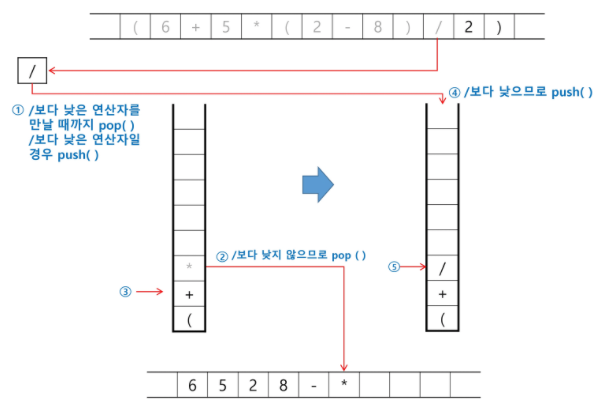 ( 6 + 5 * ( 2 - 8 ) / 2 )
/
④ /보다 낮으므로 push( )
① /보다 낮은 연산자를
만날 때까지 pop( )
/보다 낮은 연산자일
경우 push( )
② /보다 낮지 않으므로 pop ( )
*
⑤
/
③
+
+
(
(
6 5 2 8 - *